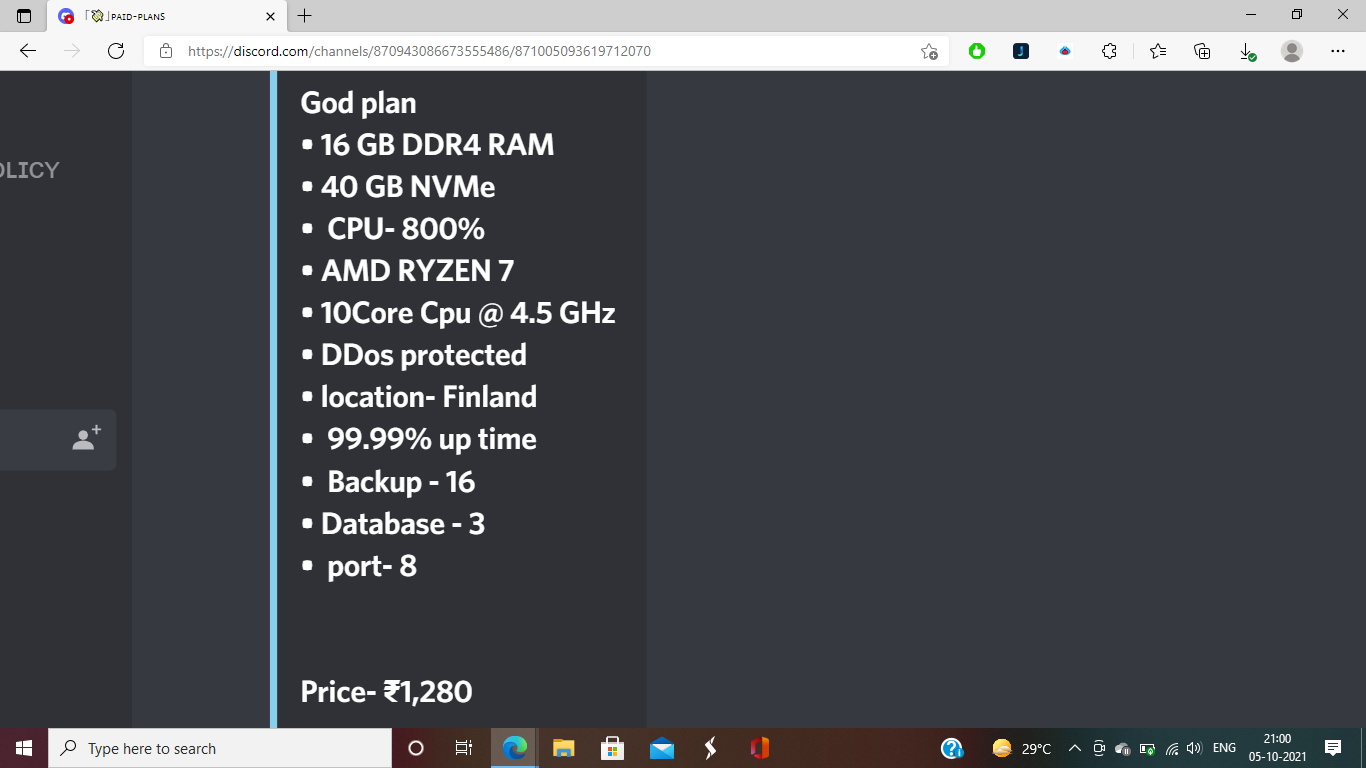 「💸」PAID-PLANS
https://discord.com/channels/870943086673555486/871005093619712070
OLICY
God plan
• 16 GB DDR4 RAM
• 40 GB NVMe
• CPU- 800%
• AMD RYZEN 7
• 10Core Cpu @ 4.5 GHz
• DDos protected
• location- Finland
• 99.99% up time
• Backup - 16
• Database - 3
• port- 8
Price- ₹1,280
Type here to search
29°C
ENG
21:00
05-10-2021